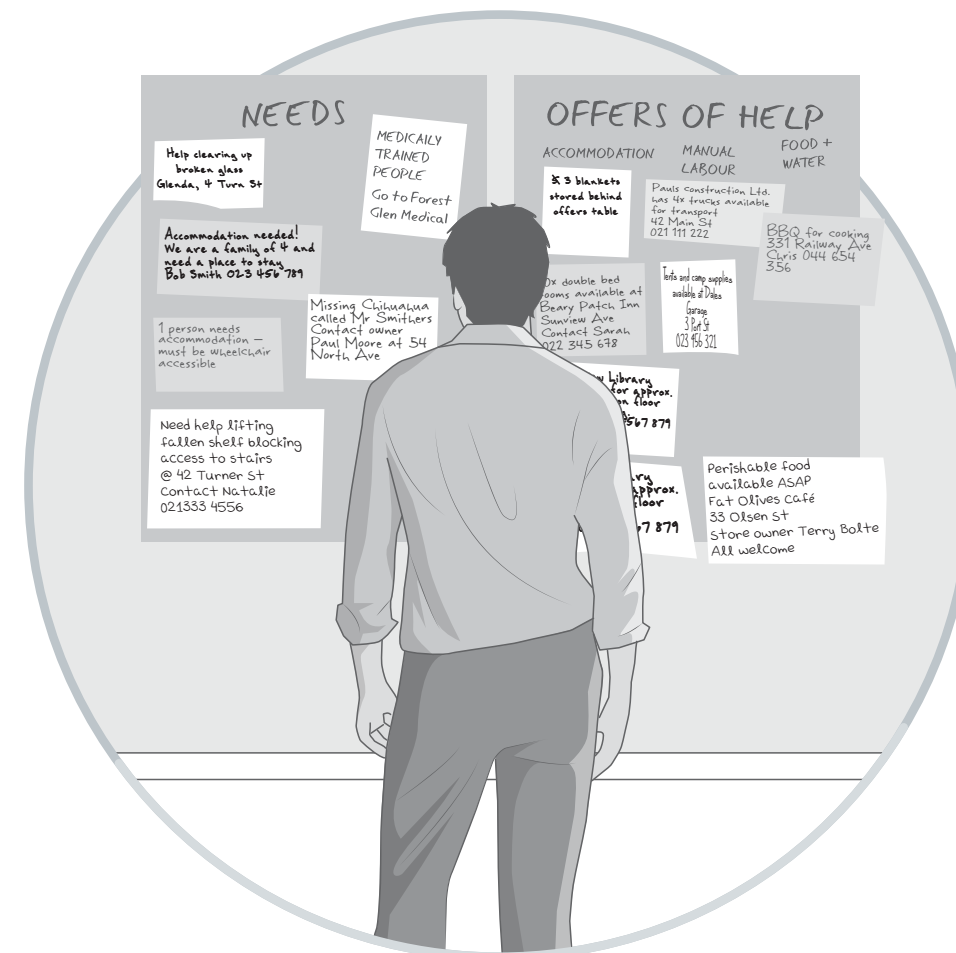 NEEDS
Help clearing up
broken glass
Glenda, 4 Turn St
MEDICALLY
TRAINED
PEOPLE
Go to Forest
Glen Medical
Accommodation needed!
We are a family of 4 and
need a place to stay
Bob Smith 023 456 789
Missing Chihuahua
called Mr Smithers
Contact owner
Paul Moore at 54
North Ave
1 person needs
accommodation –
must be wheelchair
accessible
Need help lifting
fallen shelf blocking
access to stairs
@ 42 Turner St
Contact Natalie
021333 4556
OFFERS OF HELP
ACCOMMODATION
MANUAL
LABOUR
FOOD +
WATER
3 blankets
stored behind
offers table
Pauls construction Ltd.
has 4x trucks available
for transport
42 Main St
021 111 222
BBQ for cooking
331 Railway Ave
Chris 044 654
356
double bed
rooms available at
Beary Patch Inn
Sunview Ave
Contact Sarah
022 345 678
Tents and camp supplies
available at Dales
Garage
3 Port St
023 456 321
Library
for approx.
on floor
567 879
approx.
floor
67 879
Perishable food
available ASAP
Fat Olives Café
33 Olsen St
Store owner Terry Bolte
All welcome